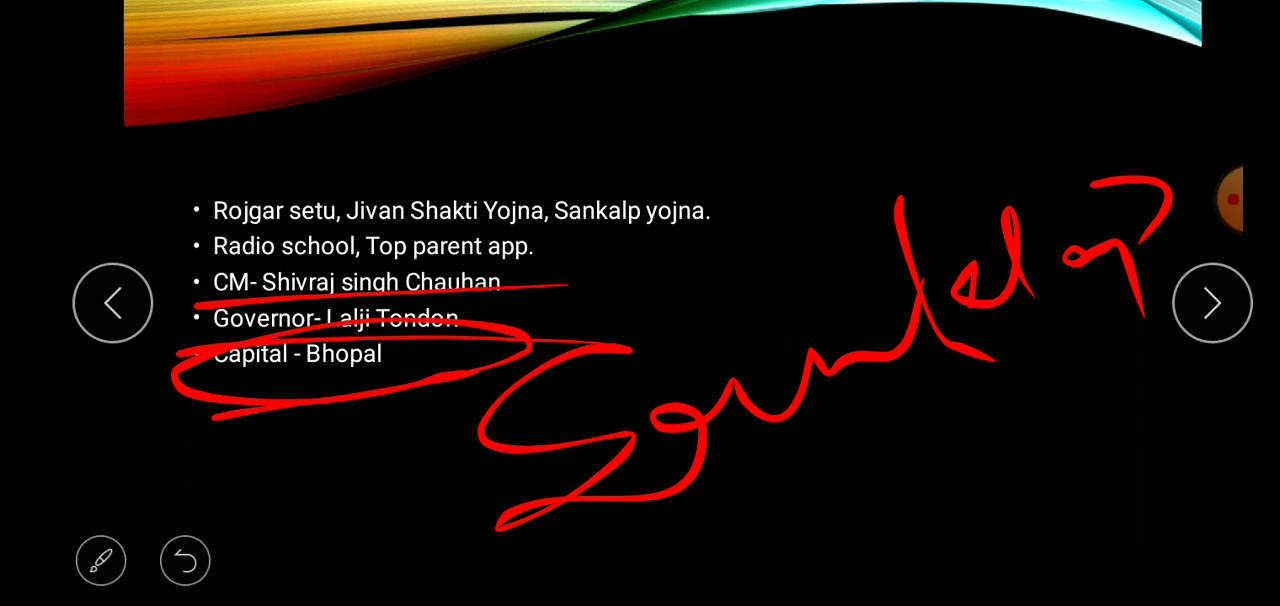 • Rojgar setu, Jivan Shakti Yojna, Sankalp yojna.
• Radio school, Top parent app.
• CM- Shivraj singh Chauhan
• Governor- Lalji Tondon
• Capital - Bhopal